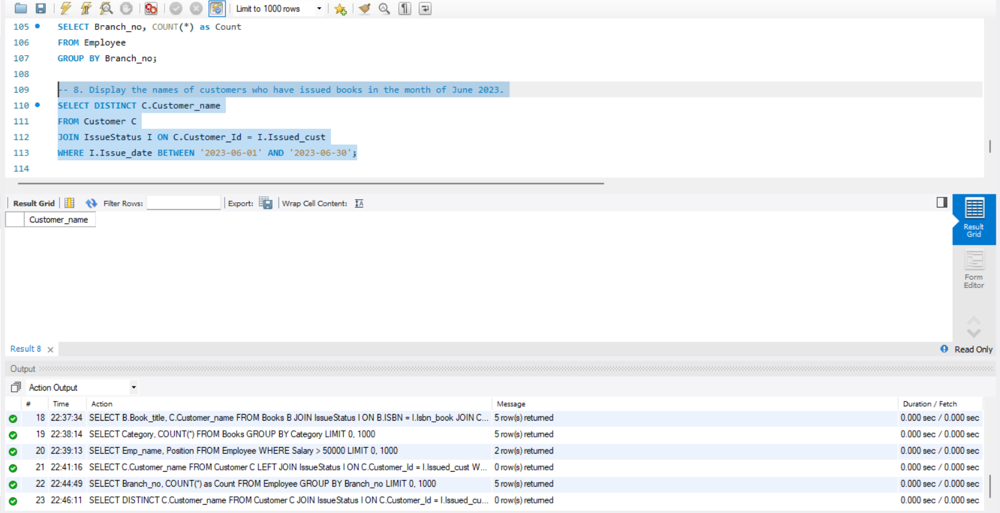 Limit to 1000 rows
105 SELECT Branch_no, COUNT(*) as Count
106 FROM Employee
107 GROUP BY Branch_no;
108
109 -- 8. Display the names of customers who have issued books in the month of June 2023.
110 SELECT DISTINCT C.Customer_name
111 FROM Customer C
112 JOIN IssueStatus I ON C.Customer_Id = I.Issued_cust
113 WHERE I.Issue_date BETWEEN '2023-06-01' AND '2023-06-30';
114
Result Grid Filter Rows: Export: Wrap Cell Content:
Customer_name
Result
Grid
Form
Editor
Result 8 Read Only
Output
Action Output
# Time Action Message Duration / Fetch
18 22:37:34 SELECT B.Book_title, C.Customer_name FROM Books B JOIN IssueStatus I ON B.ISBN = I.Isbn_book JOIN C... 5 row(s) returned 0.000 sec / 0.000 sec
19 22:38:14 SELECT Category, COUNT(*) FROM Books GROUP BY Category LIMIT 0, 1000 5 row(s) returned 0.000 sec / 0.000 sec
20 22:39:13 SELECT Emp_name, Position FROM Employee WHERE Salary > 50000 LIMIT 0, 1000 2 row(s) returned 0.000 sec / 0.000 sec
21 22:41:16 SELECT C.Customer_name FROM Customer C LEFT JOIN IssueStatus I ON C.Customer_Id = I.Issued_cust W... 0 row(s) returned 0.000 sec / 0.000 sec
22 22:44:49 SELECT Branch_no, COUNT(*) as Count FROM Employee GROUP BY Branch_no LIMIT 0, 1000 5 row(s) returned 0.000 sec / 0.000 sec
23 22:46:11 SELECT DISTINCT C.Customer_name FROM Customer C JOIN IssueStatus I ON C.Customer_Id = I.Issued_cu... 0 row(s) returned 0.000 sec / 0.000 sec